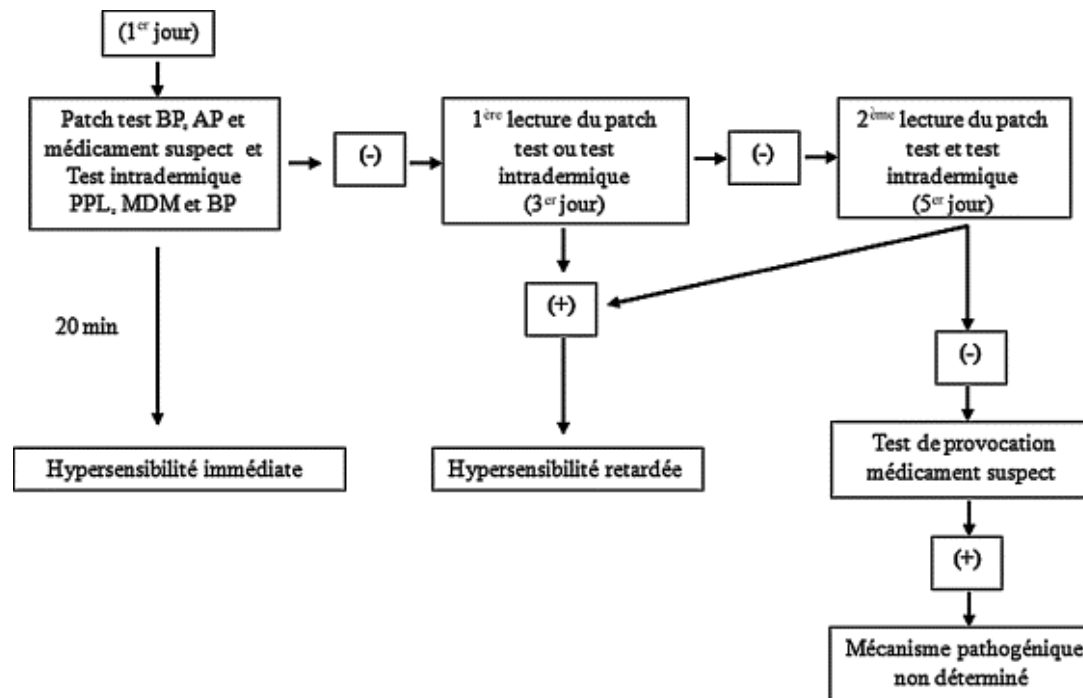 (1er jour)
Patch test BP, AP et
médicament suspect et
Test intradermique
PPL, MDM et BP
(-)
1ère lecture du patch
test ou test
intradermique
(3er jour)
(-)
2ème lecture du patch
test et test
intradermique
(5er jour)
20 min
(+)
(-)
Hypersensibilité immédiate
Hypersensibilité retardée
Test de provocation
médicament suspect
(+)
Mécanisme pathogénique
non déterminé